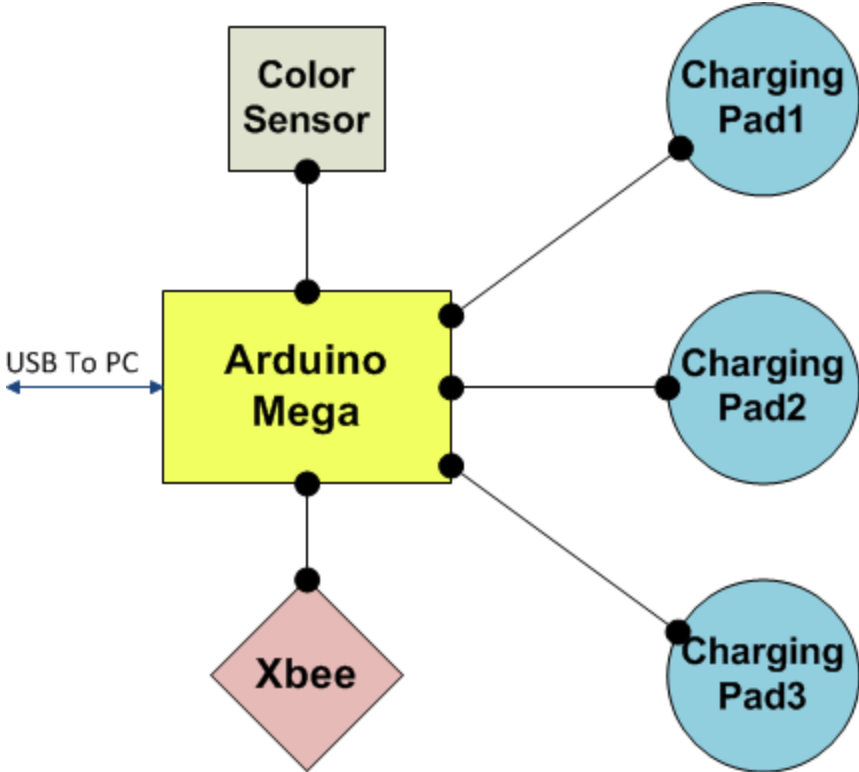 Color
Sensor
Charging
Pad1
USB To PC
Arduino
Mega
Charging
Pad2
Xbee
Charging
Pad3